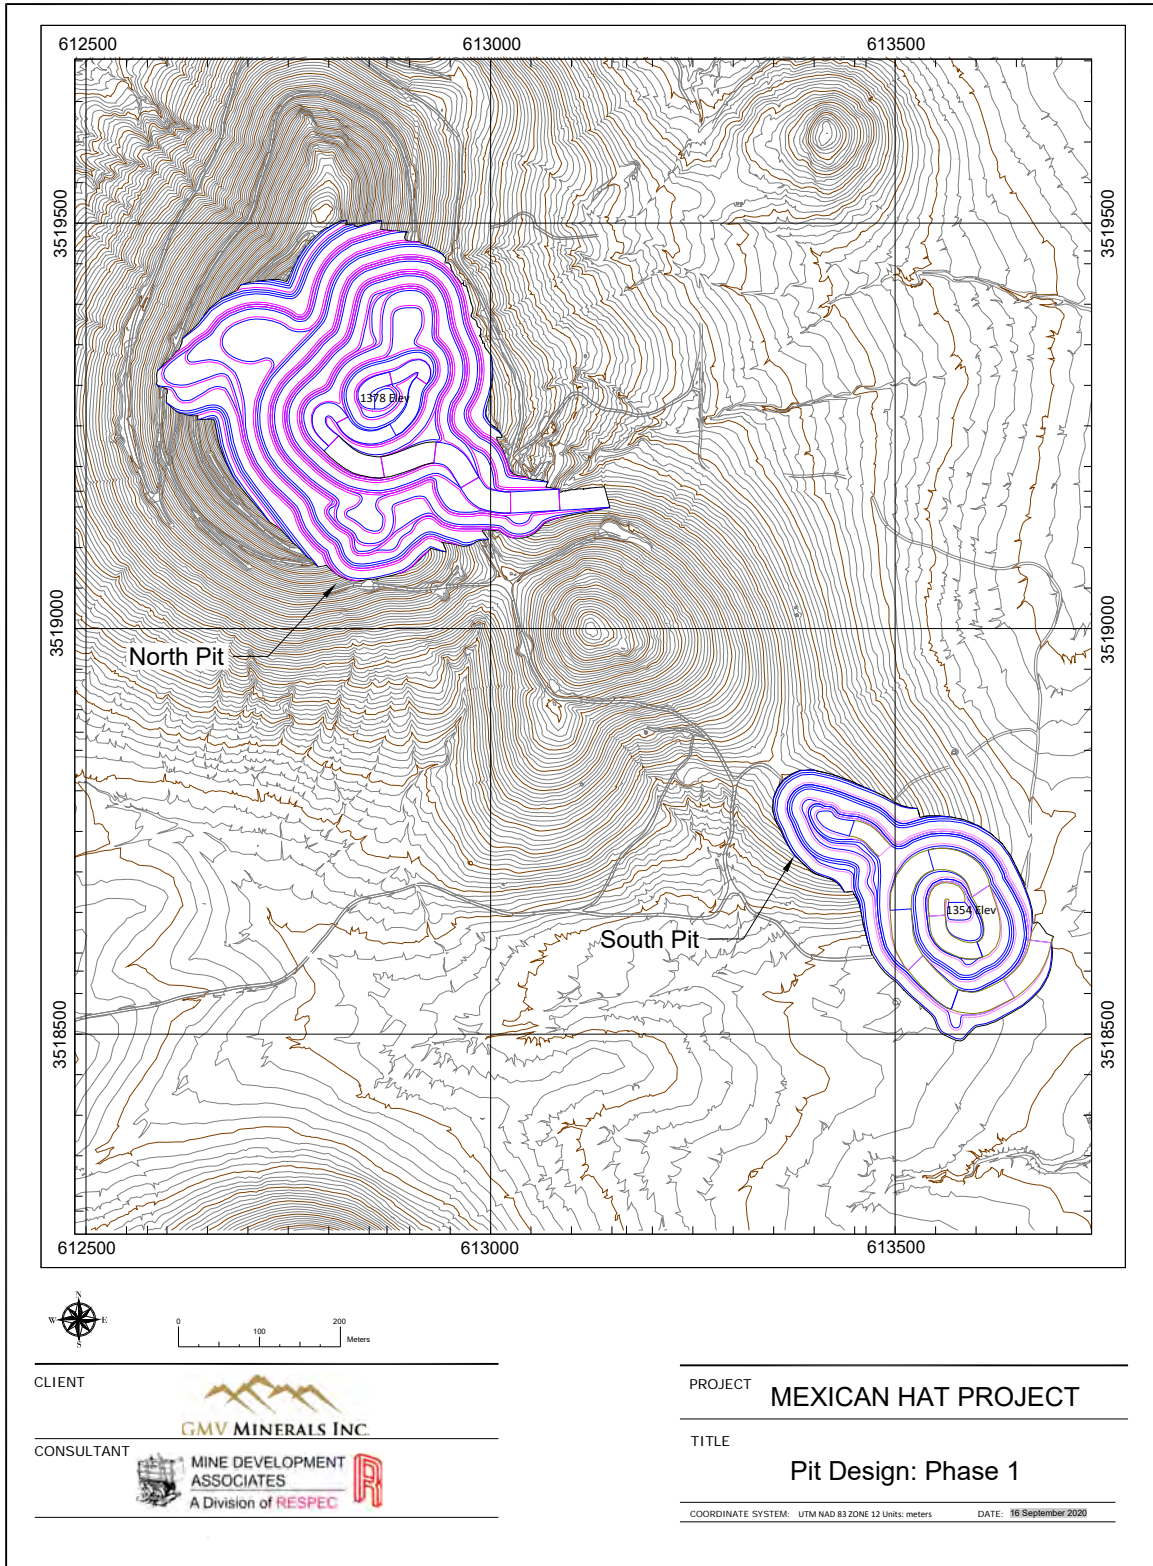 612500
613000
613500
3519500
3519500
1378 Elev
3519000
3519000
North Pit
1354 Elev
South Pit
3518500
3518500
612500
613000
613500
N
W
E
S
0
100
200
Meters
CLIENT
GMV MINERALS INC.
CONSULTANT
MINE DEVELOPMENT
ASSOCIATES
A Division of RESPEC
PROJECT
MEXICAN HAT PROJECT
TITLE
Pit Design: Phase 1
COORDINATE SYSTEM: UTM NAD 83 ZONE 12 Units: meters
DATE: 16 September 2020